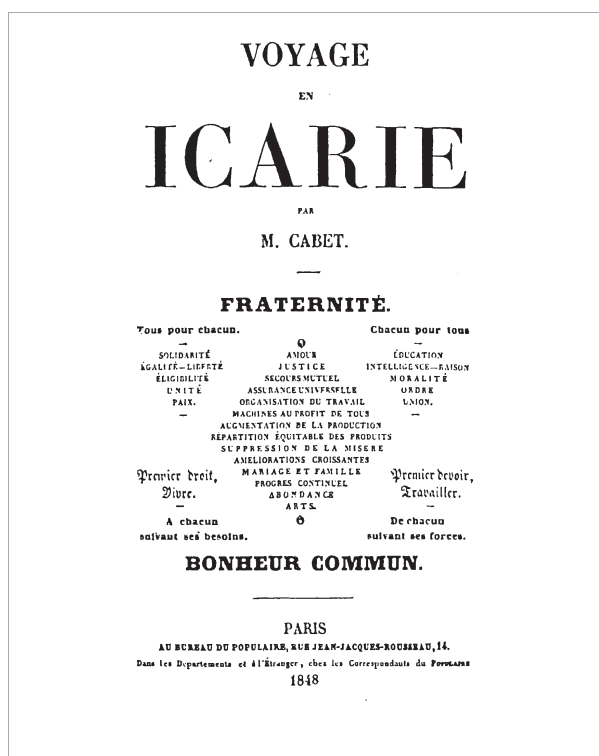 VOYAGE
EN
ICARIE
PAR
M. CABET.
FRATERNITÉ.
Tous pour chacun.
Chacun pour tous
SOLIDARITÉ
ÉGALITÉ—LIBERTÉ
ÉLIGIBILITÉ
UNITÉ
PAIX.
AMOUR
JUSTICE
SECOURS MUTUEL
ASSURANCE UNIVERSELLE
ORGANISATION DU TRAVAIL
MACHINES AU PROFIT DE TOUS
AUGMENTATION DE LA PRODUCTION
RÉPARTITION ÉQUITABLE DES PRODUITS
SUPPRESSION DE LA MISERE
AMELIORATIONS CROISSANTES
MARIAGE ET FAMILLE
PROGRES CONTINUEL
ABONDANCE
ARTS.
ÉDUCATION
INTELLIGENCE—RAISON
MORALITÉ
ORDRE
UNION.
Premier droit,
Vivre.
Premier devoir,
Travailler.
A chacun
suivant ses besoins.
De chacun
suivant ses forces.
BONHEUR COMMUN.
PARIS
AU BUREAU DU POPULAIRE, RUE JEAN-JACQUES-ROUSSEAU, 14.
Dans les Departements et à l'Étranger, chez les Correspondants du POPULAIRE
1848